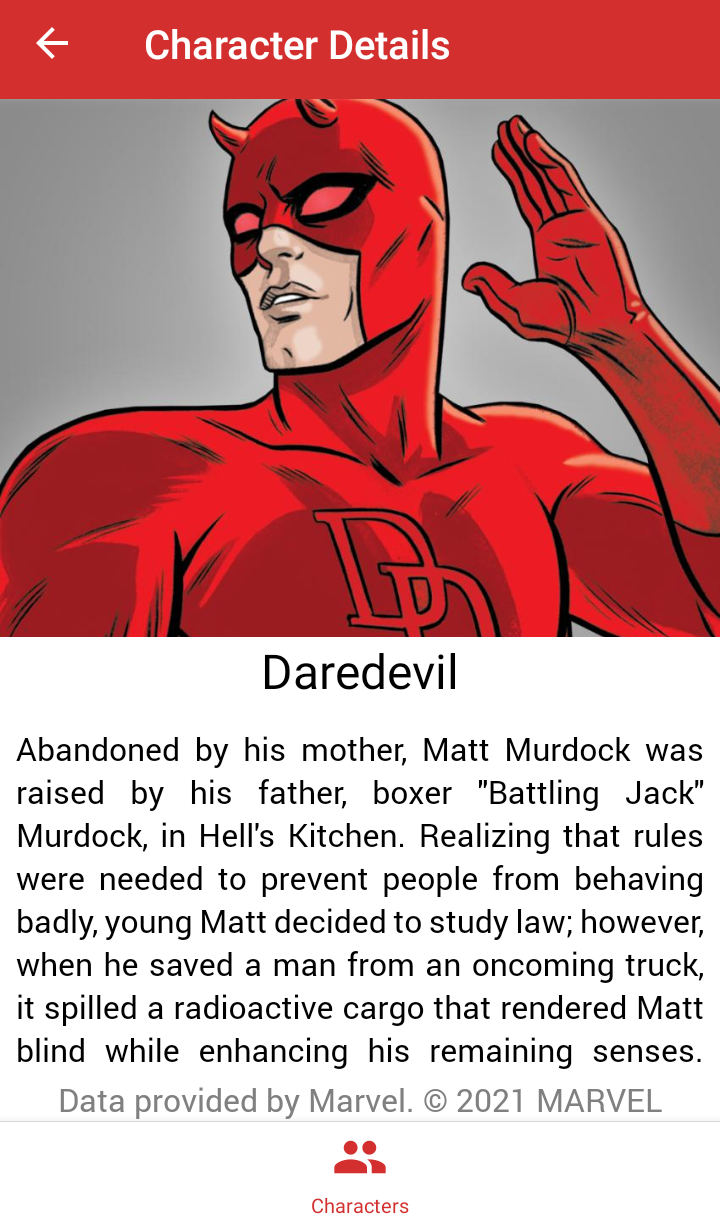 Character Details
DD
Daredevil
Abandoned by his mother, Matt Murdock was
raised by his father, boxer "Battling Jack"
Murdock, in Hell's Kitchen. Realizing that rules
were needed to prevent people from behaving
badly, young Matt decided to study law; however,
when he saved a man from an oncoming truck,
it spilled a radioactive cargo that rendered Matt
blind while enhancing his remaining senses.
Data provided by Marvel. © 2021 MARVEL
Characters